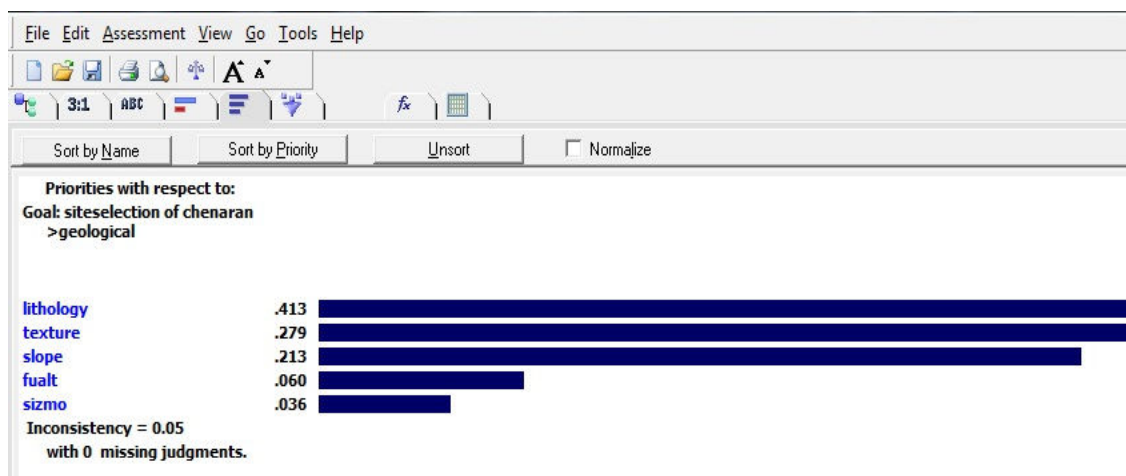 File Edit Assessment View Go Tools Help
A A
3:1 ABC fx
Sort by Name Sort by Priority Unsort Normalize
Priorities with respect to:
Goal: siteselection of chenaran
>geological
lithology .413
texture .279
slope .213
fualt .060
sizmo .036
Inconsistency = 0.05
with 0 missing judgments.